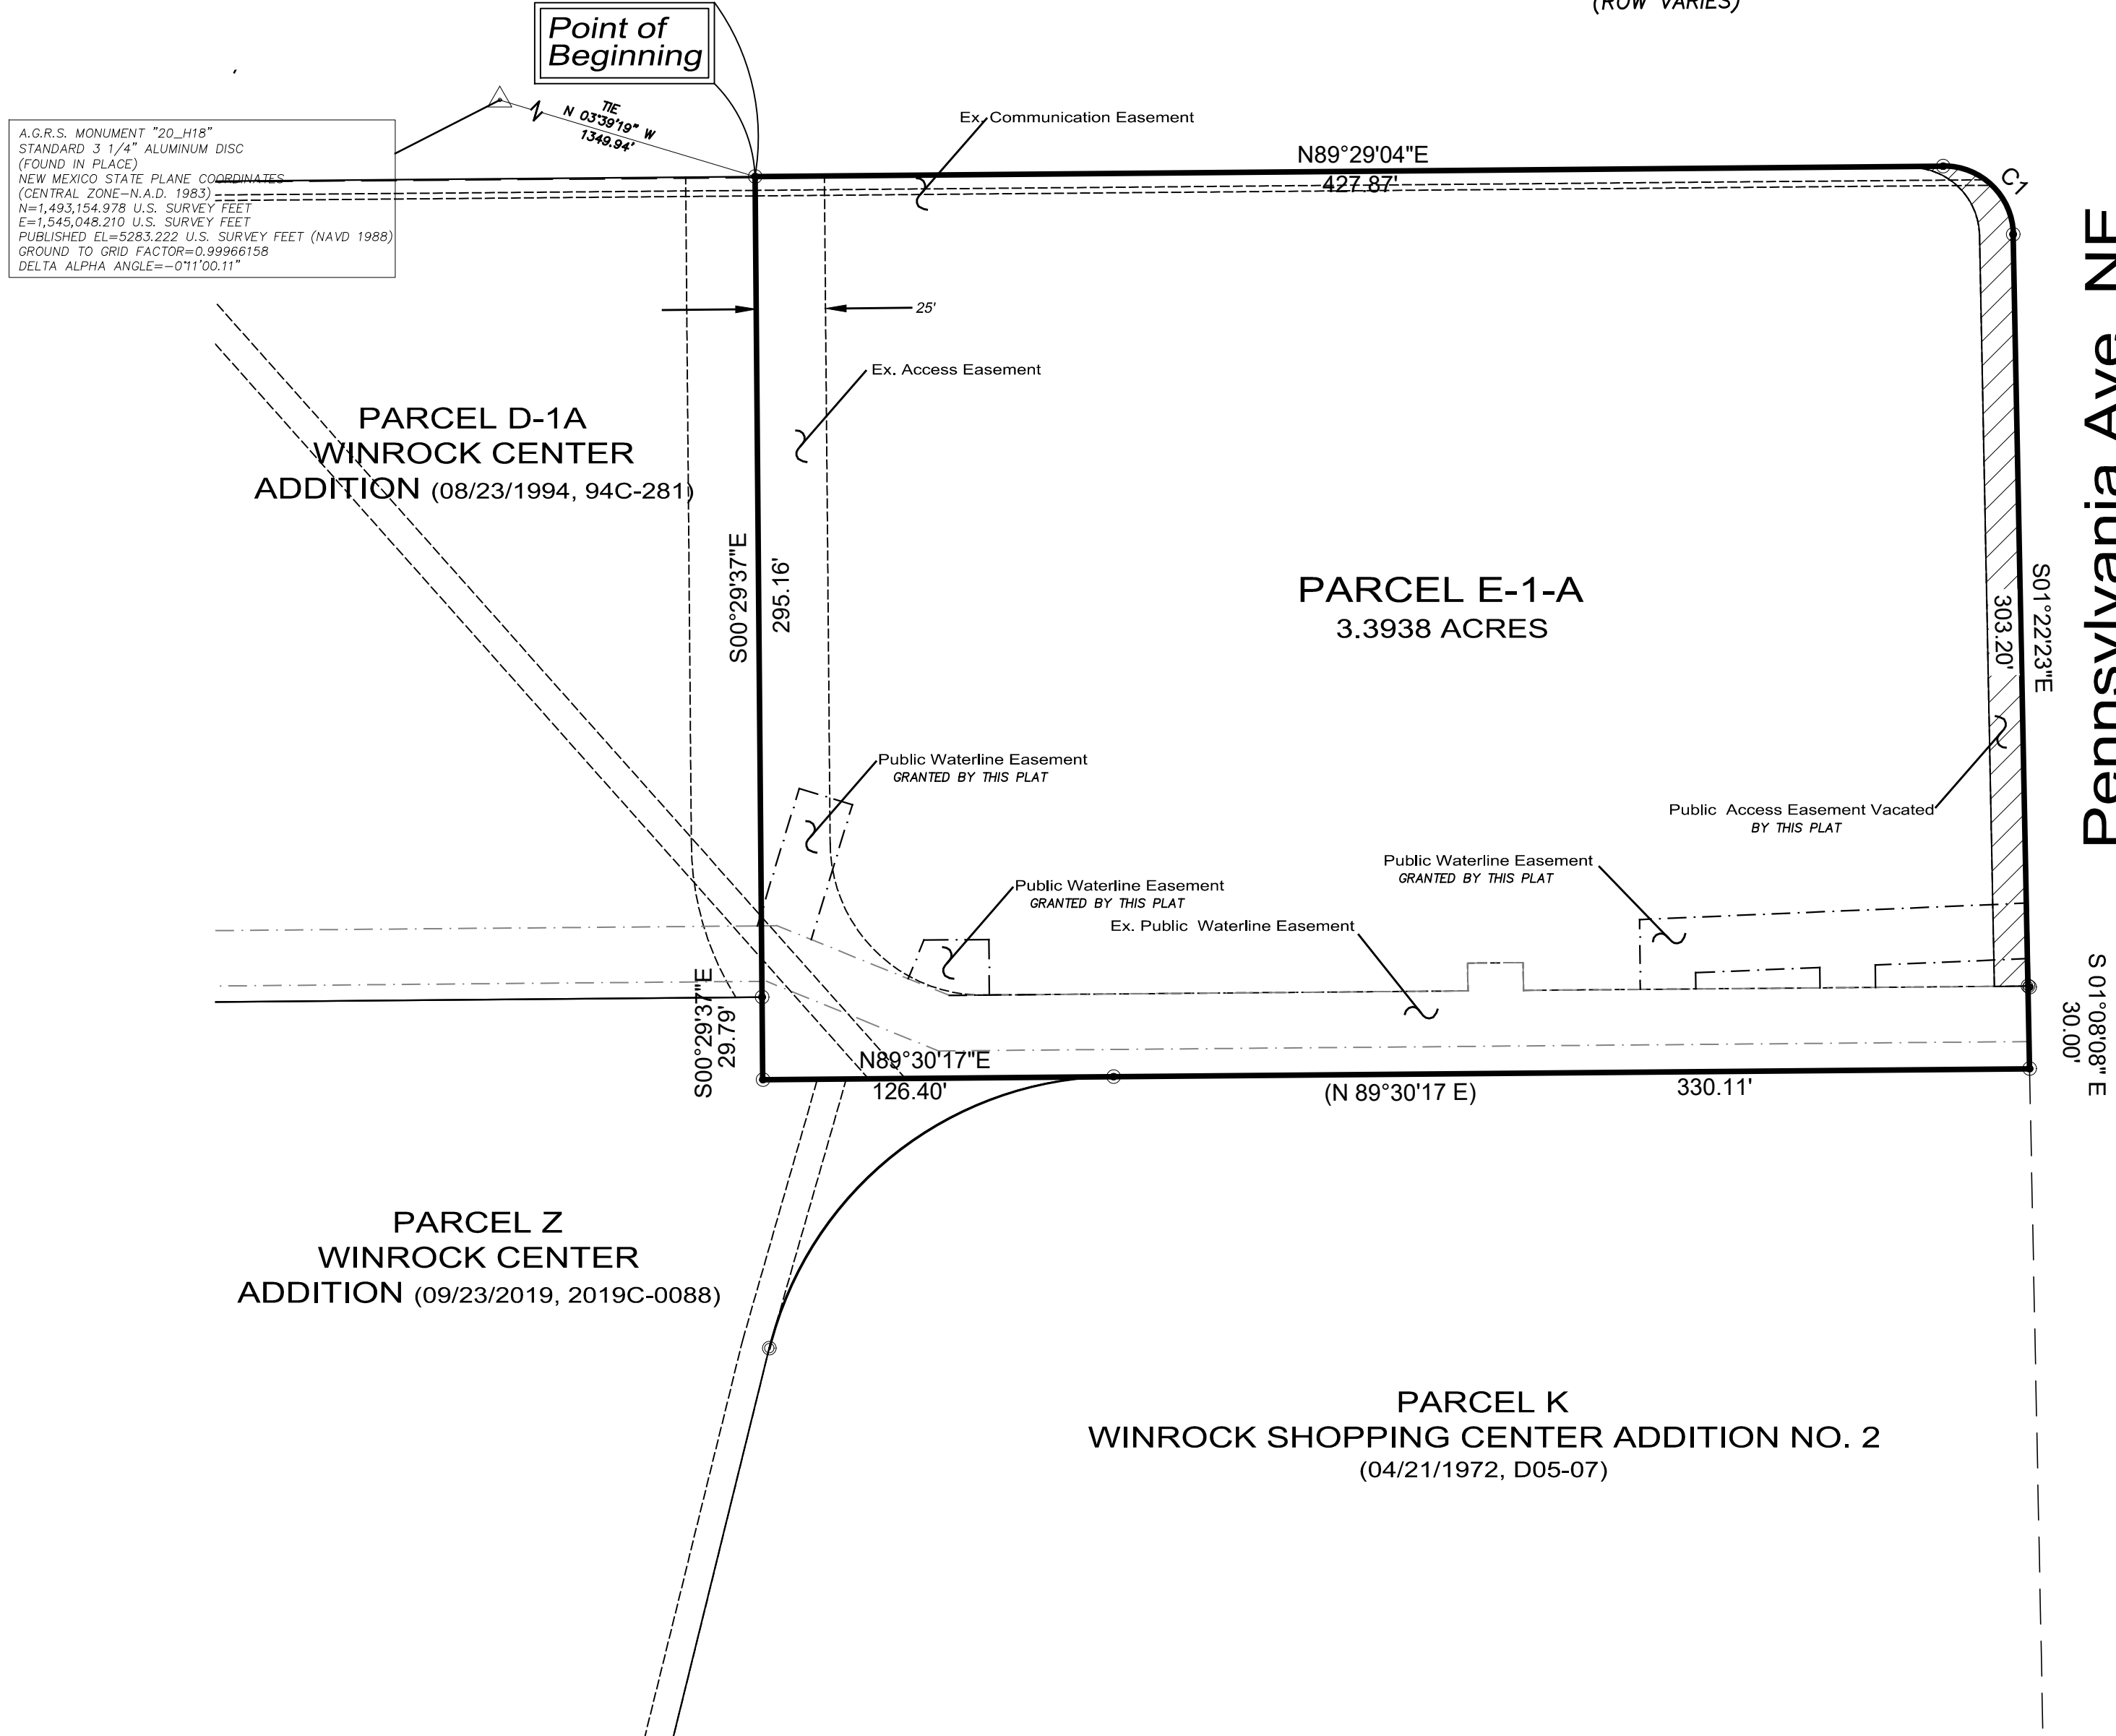 (ROW VARIES)
Point of
Beginning
TIE
N 03°39'19" W
1349.94'
A.G.R.S. MONUMENT "20_H18"
STANDARD 3 1/4" ALUMINUM DISC
(FOUND IN PLACE)
NEW MEXICO STATE PLANE COORDINATES
(CENTRAL ZONE-N.A.D. 1983)
N=1,493,154.978 U.S. SURVEY FEET
E=1,545,048.210 U.S. SURVEY FEET
PUBLISHED EL=5283.222 U.S. SURVEY FEET (NAVD 1988)
GROUND TO GRID FACTOR=0.99966158
DELTA ALPHA ANGLE=-0°11'00.11"
Ex. Communication Easement
N89°29'04"E
427.87'
C1
25'
Ex. Access Easement
PARCEL D-1A
WINROCK CENTER
ADDITION (08/23/1994, 94C-281)
S00°29'37"E
295.16'
PARCEL E-1-A
3.3938 ACRES
303.20'
S01°22'23"E
Pennsylvania Ave NE
Public Waterline Easement
GRANTED BY THIS PLAT
Public Access Easement Vacated
BY THIS PLAT
Public Waterline Easement
GRANTED BY THIS PLAT
Public Waterline Easement
GRANTED BY THIS PLAT
Ex. Public Waterline Easement
S00°29'37"E
29.79'
S 01°08'08" E
30.00'
N89°30'17"E
126.40'
(N 89°30'17 E)
330.11'
PARCEL Z
WINROCK CENTER
ADDITION (09/23/2019, 2019C-0088)
PARCEL K
WINROCK SHOPPING CENTER ADDITION NO. 2
(04/21/1972, D05-07)